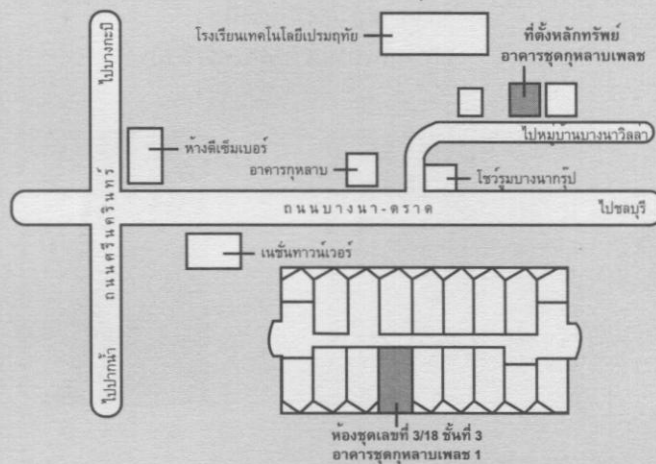 ไปบางกะปิ
โรงเรียนเทคโนโลยีเปรมฤทัย
ที่ตั้งหลักทรัพย์
อาคารชุดกุหลาบเพลซ
ไปหมู่บ้านบางนาวิลล่า
ห้างดีเซ็มเบอร์
อาคารกุหลาบ
โชว์รูมบางนากรุ๊ป
ถนนศรีนครินทร์
ถนนบางนา-ตราด
ไปชลบุรี
เนชั่นทาวน์เวอร์
ไปปากน้ำ
ห้องชุดเลขที่ 3/18 ชั้นที่ 3
อาคารชุดกุหลาบเพลซ 1